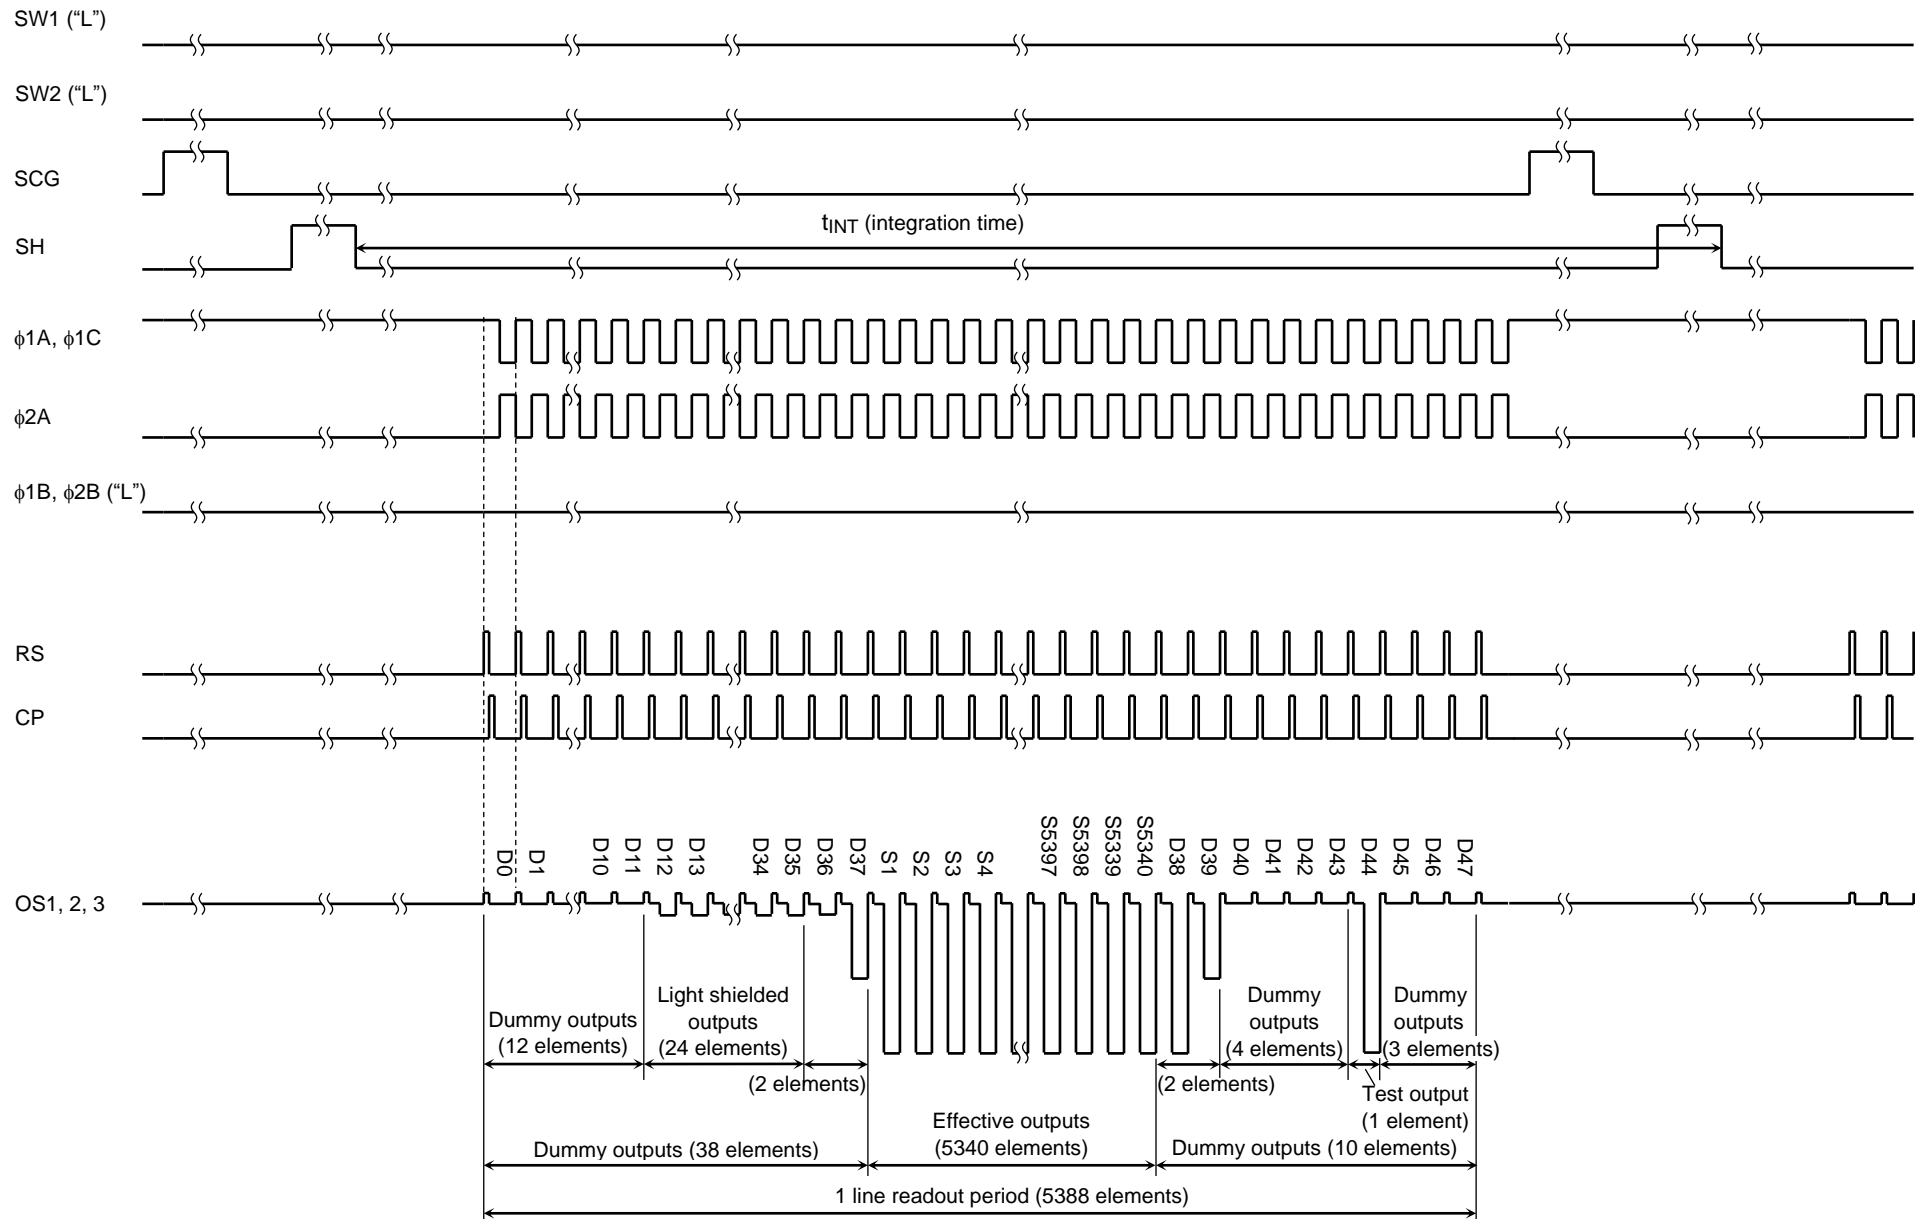 SW1 (“L”)
SW2 (“L”)
SCG
tINT (integration time)
SH
ϕ1A, ϕ1C
ϕ2A
ϕ1B, ϕ2B (“L”)
RS
CP
D0
D1
D10
D11
D12
D13
D34
D35
D36
D37
S1
S2
S3
S4
S5397
S5398
S5339
S5340
D38
D39
D40
D41
D42
D43
D44
D45
D46
D47
OS1, 2, 3
Dummy outputs
(12 elements)
Light shielded
outputs
(24 elements)
(2 elements)
(2 elements)
Dummy
outputs
(4 elements)
Dummy
outputs
(3 elements)
Test output
(1 element)
Dummy outputs (38 elements)
Effective outputs
(5340 elements)
Dummy outputs (10 elements)
1 line readout period (5388 elements)